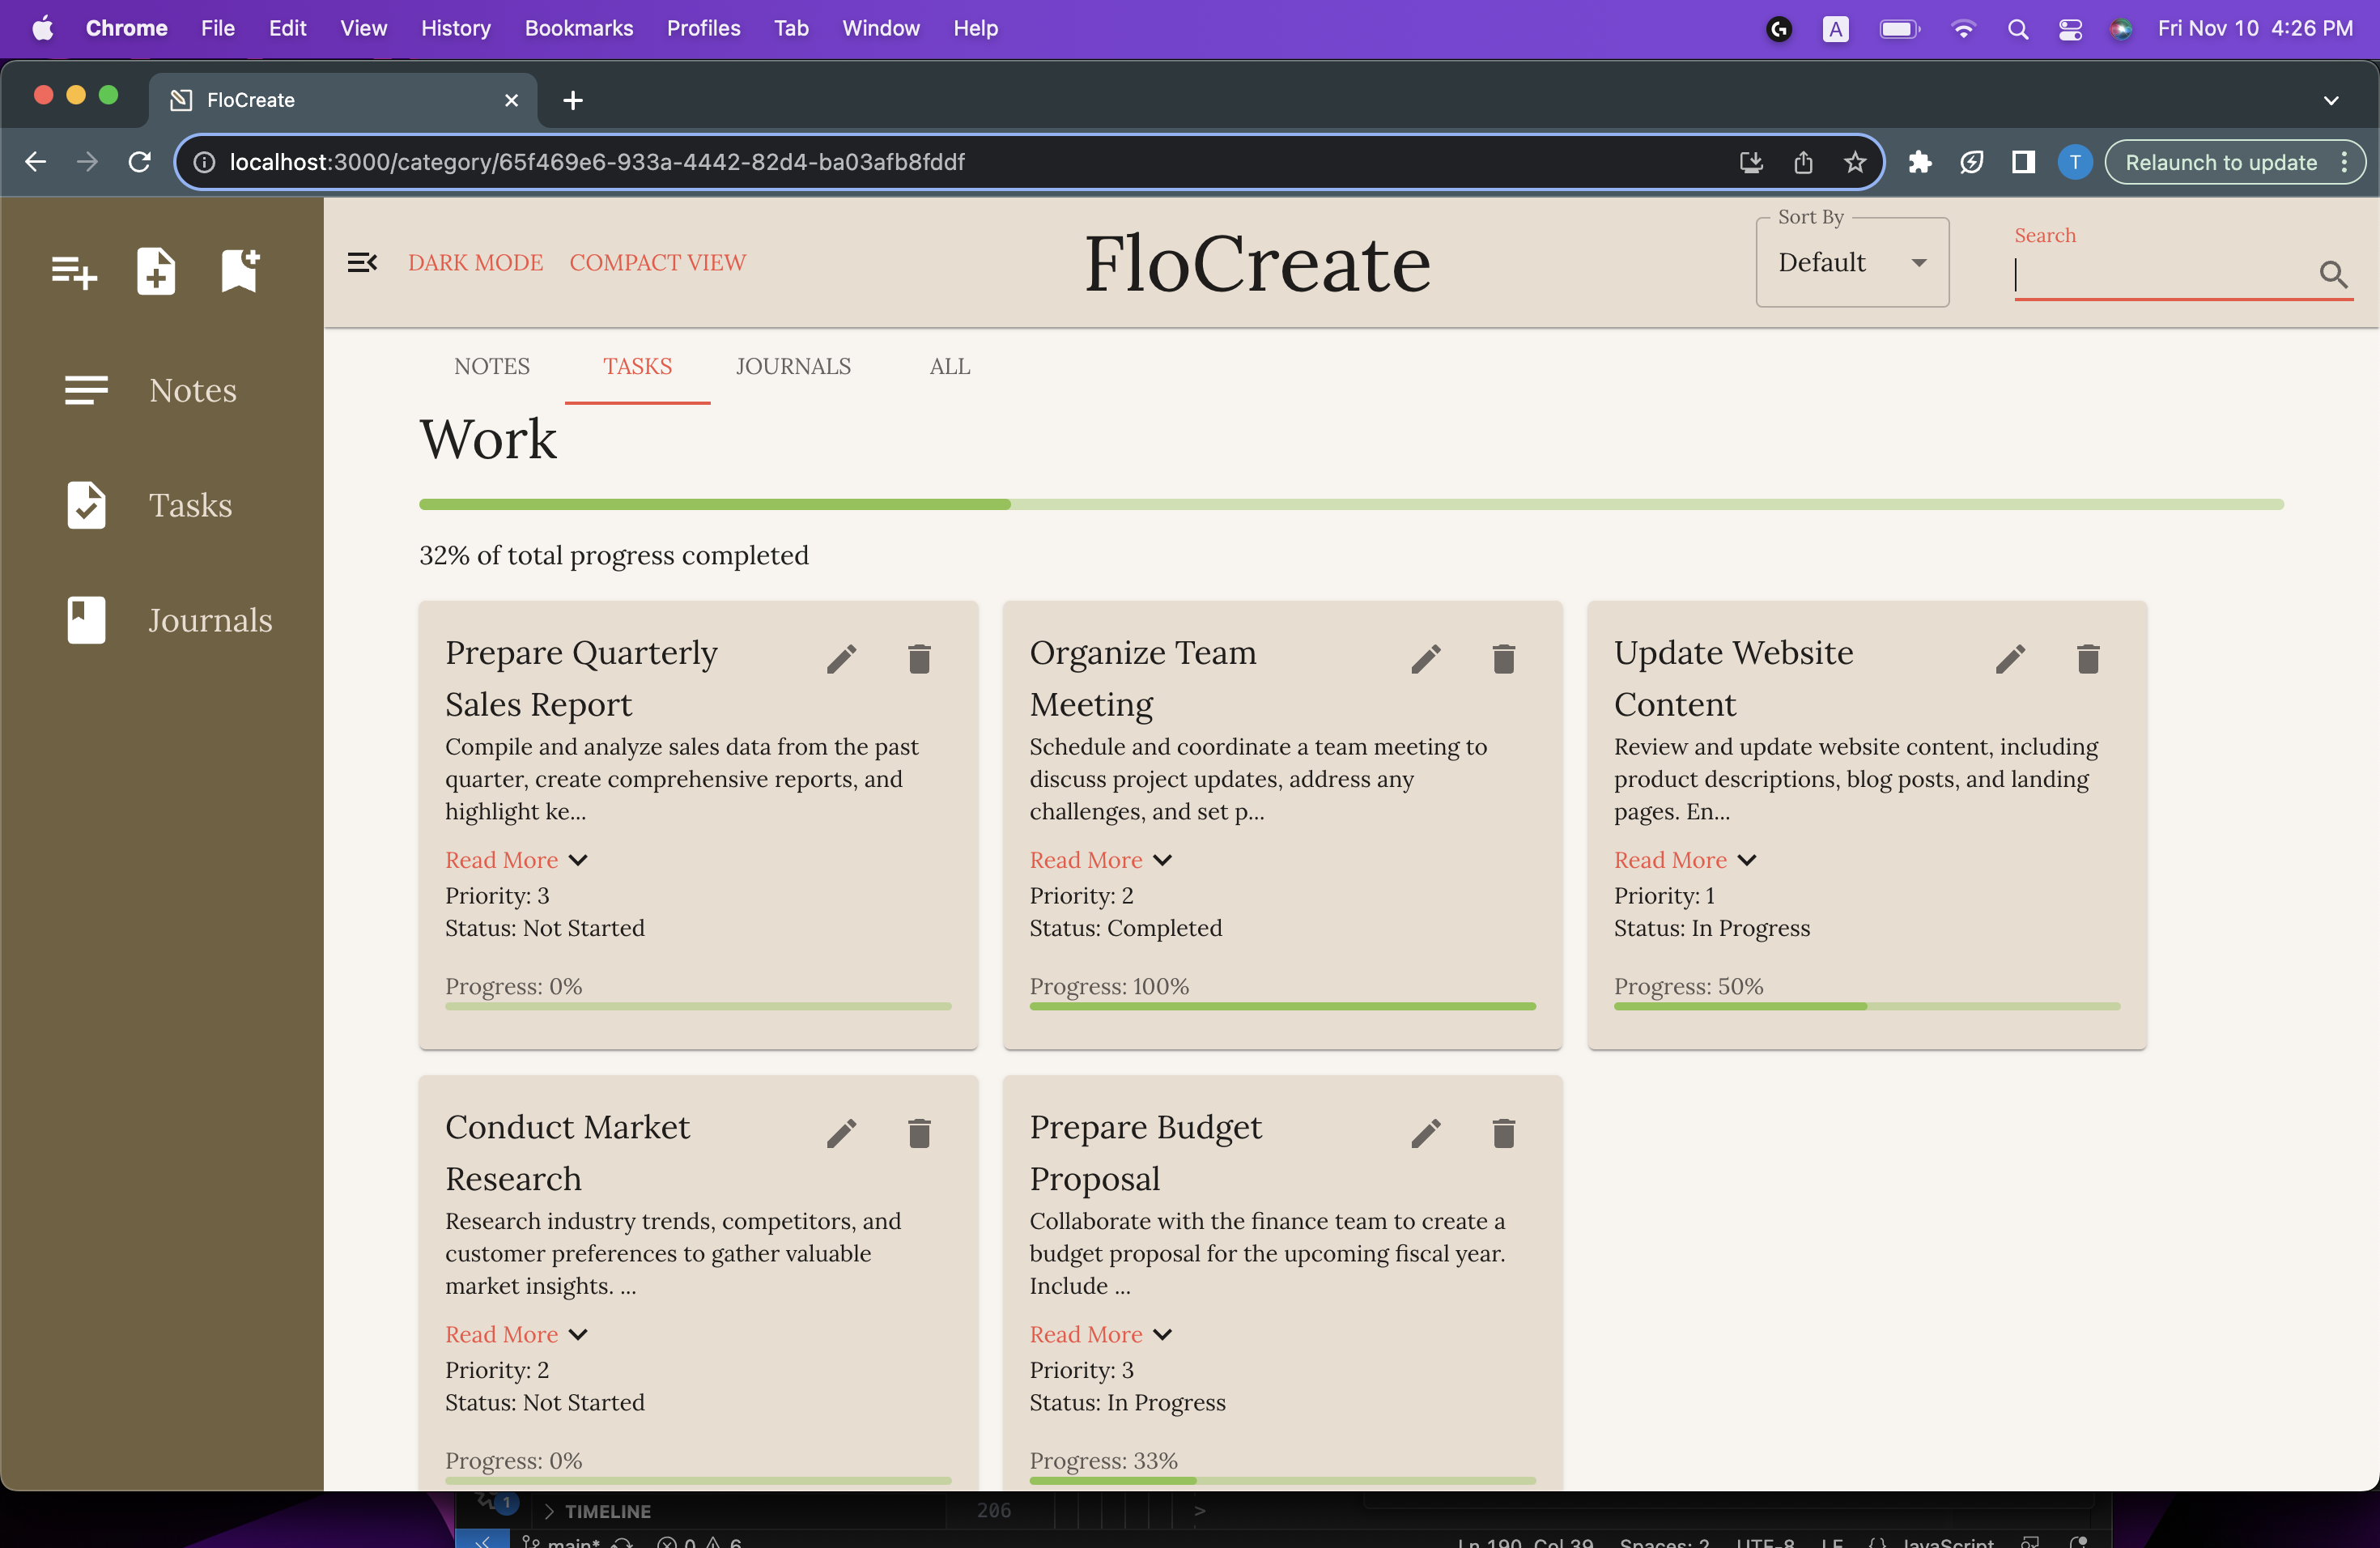 Chrome File Edit View History Bookmarks Profiles Tab Window Help
A
Fri Nov 10 4:26 PM
FloCreate
localhost:3000/category/65f469e6-933a-4442-82d4-ba03afb8fddf
T
Relaunch to update
DARK MODE COMPACT VIEW
FloCreate
Sort By
Default
Search
Notes
Tasks
Journals
NOTES TASKS JOURNALS ALL
Work
32% of total progress completed
Prepare Quarterly
Sales Report
Compile and analyze sales data from the past
quarter, create comprehensive reports, and
highlight ke...
Read More
Priority: 3
Status: Not Started
Progress: 0%
Organize Team
Meeting
Schedule and coordinate a team meeting to
discuss project updates, address any
challenges, and set p...
Read More
Priority: 2
Status: Completed
Progress: 100%
Update Website
Content
Review and update website content, including
product descriptions, blog posts, and landing
pages. En...
Read More
Priority: 1
Status: In Progress
Progress: 50%
Conduct Market
Research
Research industry trends, competitors, and
customer preferences to gather valuable
market insights. ...
Read More
Priority: 2
Status: Not Started
Progress: 0%
Prepare Budget
Proposal
Collaborate with the finance team to create a
budget proposal for the upcoming fiscal year.
Include ...
Read More
Priority: 3
Status: In Progress
Progress: 33%
1
TIMELINE
206
>
main* 0 6
Ln 190, Col 39 Spaces: 2 UTF-8 LF {} JavaScript